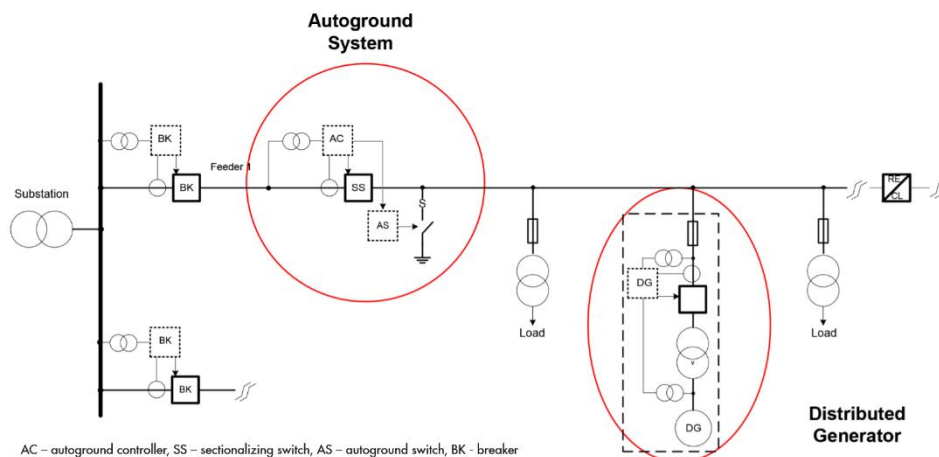 Autoground
System
BK
AC
Feeder 1
Substation
BK
SS
RE
CL
S
AS
DG
Load
Load
v
BK
DG
BK
Distributed
Generator
AC – autoground controller, SS – sectionalizing switch, AS – autoground switch, BK - breaker